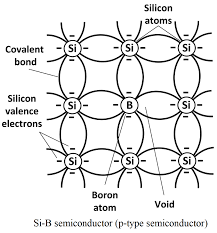 Silicon
atoms
Covalent
bond
Si Si Si
Silicon
valence
electrons
Si B Si
Si Si Si
Boron
atom
Void
Si-B semiconductor (p-type semiconductor)